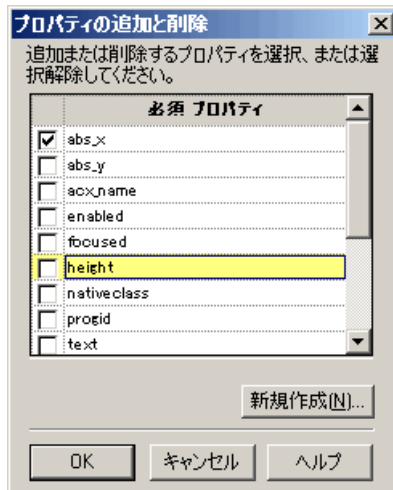 プロパティの追加と削除
追加または削除するプロパティを選択、または選
択解除してください。
必須 プロパティ
abs_x
abs_y
acx_name
enabled
focused
height
nativeclass
progid
text
新規作成(N)...
OK
キャンセル
ヘルプ